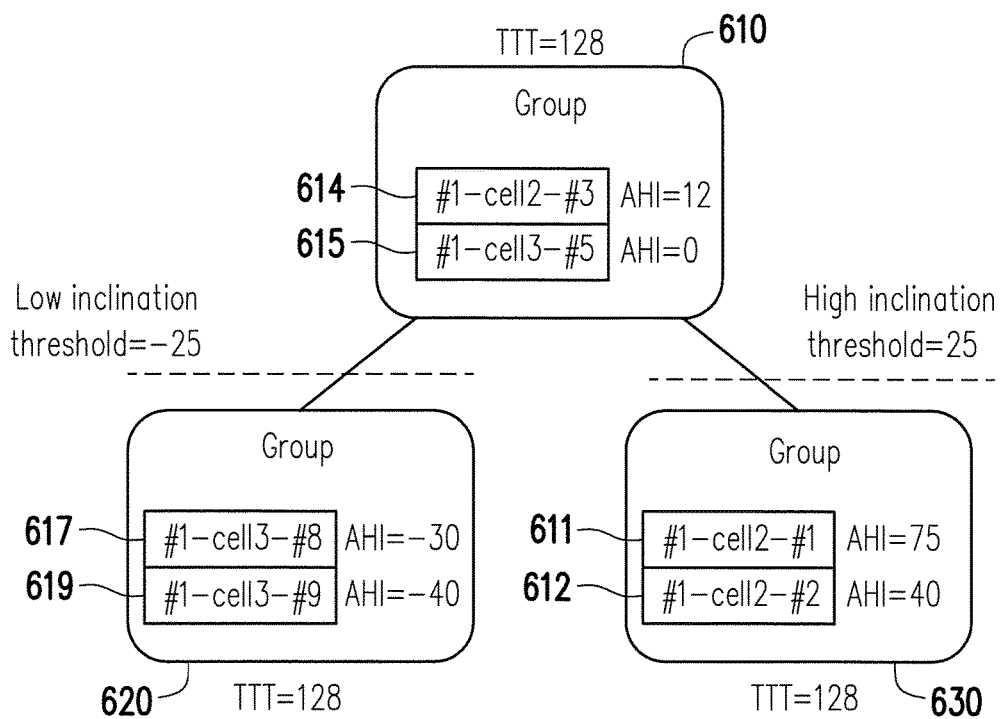 TTT=128
610
Group
614
#1-cell2-#3
AHI=12
615
#1-cell3-#5
AHI=0
Low inclination
threshold=-25
High inclination
threshold=25
Group
617
#1-cell3-#8
AHI=-30
619
#1-cell3-#9
AHI=-40
620
TTT=128
Group
611
#1-cell2-#1
AHI=75
612
#1-cell2-#2
AHI=40
TTT=128
630